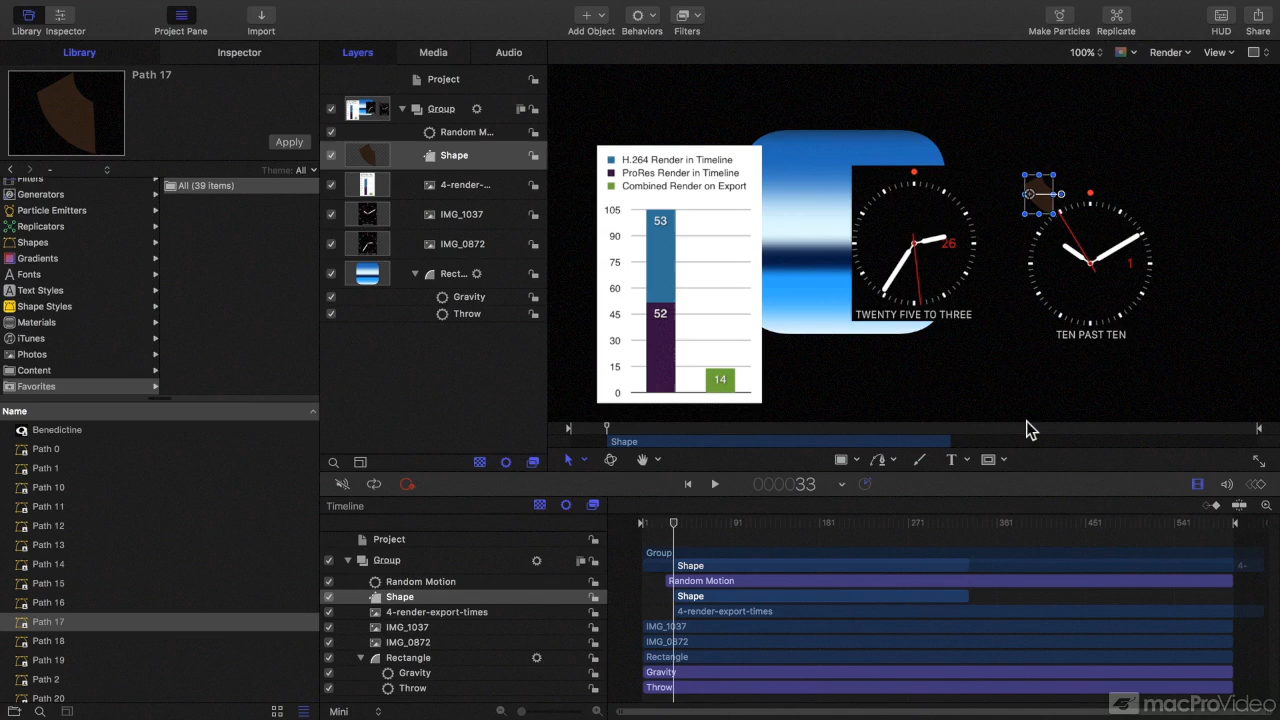 Library Inspector
Project Pane
Import
Add Object
Behaviors
Filters
Make Particles
Replicate
HUD
Share
Library
Inspector
Layers
Media
Audio
100%
Render
View
Path 17
Apply
Theme: All
Filters
Generators
Particle Emitters
Replicators
Shapes
Gradients
Fonts
Text Styles
Shape Styles
Materials
iTunes
Photos
Content
Favorites
All (39 items)
Name
Benedictine
Path 0
Path 1
Path 10
Path 11
Path 12
Path 13
Path 14
Path 15
Path 16
Path 17
Path 18
Path 19
Path 2
Path 20
Project
Group
Random M...
Shape
4-render-...
IMG_1037
IMG_0872
Rect...
Gravity
Throw
H.264 Render in Timeline
ProRes Render in Timeline
Combined Render on Export
105
90
75
60
45
30
15
0
53
52
14
26
TWENTY FIVE TO THREE
1
TEN PAST TEN
Shape
T
000033
Timeline
1 91 181 271 361 451 541
Project
Group
Random Motion
Shape
4-render-export-times
IMG_1037
IMG_0872
Rectangle
Gravity
Throw
Group
Shape
4-
Random Motion
Shape
4-render-export-times
IMG_1037
IMG_0872
Rectangle
Gravity
Throw
Mini
macProVideo